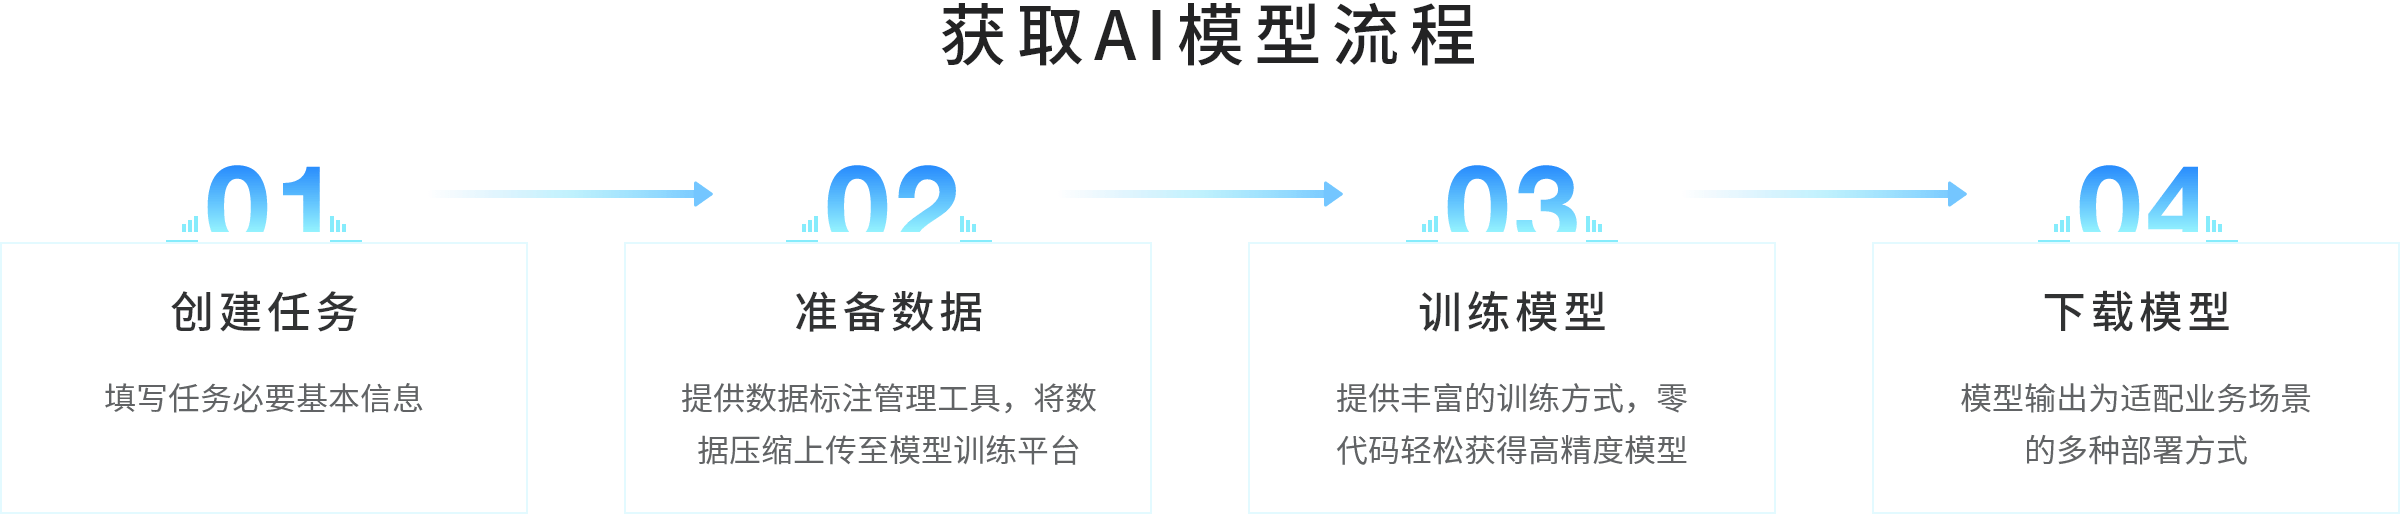 获取AI模型流程
01
02
03
04
创建任务
填写任务必要基本信息
准备数据
提供数据标注管理工具，将数
据压缩上传至模型训练平台
训练模型
提供丰富的训练方式，零
代码轻松获得高精度模型
下载模型
模型输出为适配业务场景
的多种部署方式